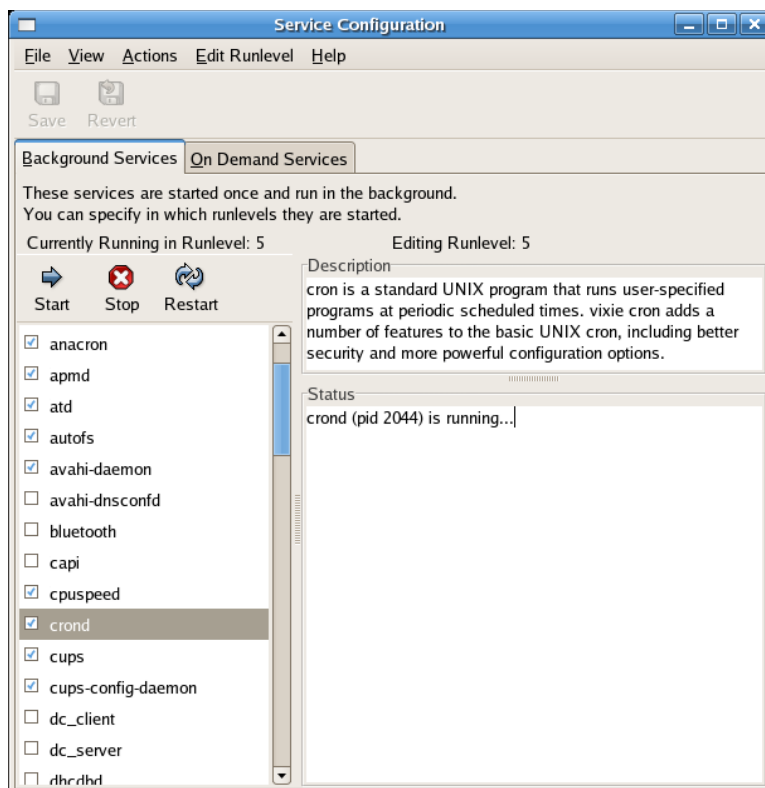 Service Configuration
File View Actions Edit Runlevel Help
Save Revert
Background Services On Demand Services
These services are started once and run in the background.
You can specify in which runlevels they are started.
Currently Running in Runlevel: 5
Editing Runlevel: 5
Start Stop Restart
anacron
apmd
atd
autofs
avahi-daemon
avahi-dnsconfd
bluetooth
capi
cpuspeed
crond
cups
cups-config-daemon
dc_client
dc_server
dhcdbd
Description
cron is a standard UNIX program that runs user-specified
programs at periodic scheduled times. vixie cron adds a
number of features to the basic UNIX cron, including better
security and more powerful configuration options.
Status
crond (pid 2044) is running...